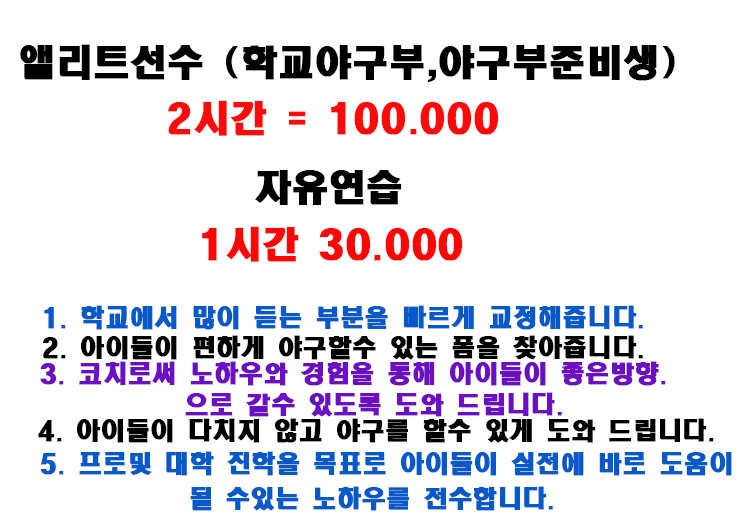 앨리트선수 (학교야구부,야구부준비생)
2시간 = 100.000
자유연습
1시간 30.000
1. 학교에서 많이 듣는 부분을 빠르게 교정해줍니다.
2. 아이들이 편하게 야구할수 있는 폼을 찾아줍니다.
3. 코치로써 노하우와 경험을 통해 아이들이 좋은방향.
으로 갈수 있도록 도와 드립니다.
4. 아이들이 다치지 않고 야구를 할수 있게 도와 드립니다.
5. 프로및 대학 진학을 목표로 아이들이 실전에 바로 도움이
될 수있는 노하우를 전수합니다.